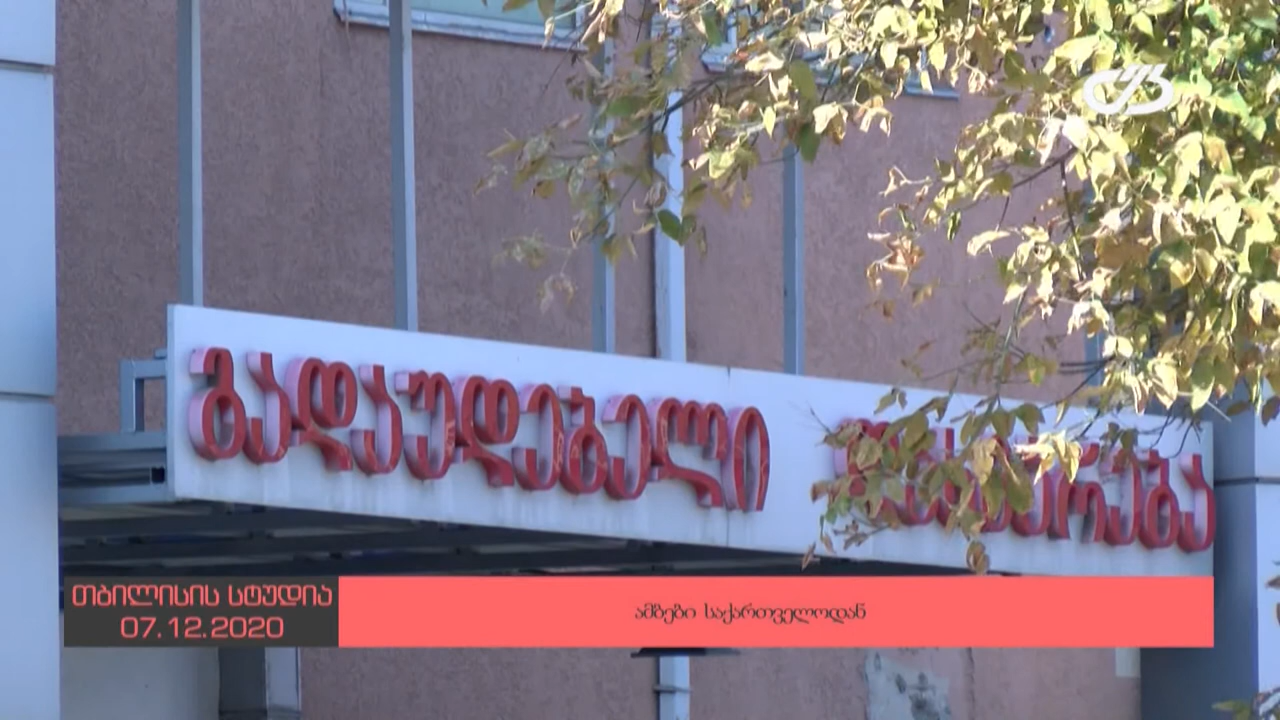 გადაუდებელი
თბილისის სტუდია
07.12.2020
ამბები საქართველოდან